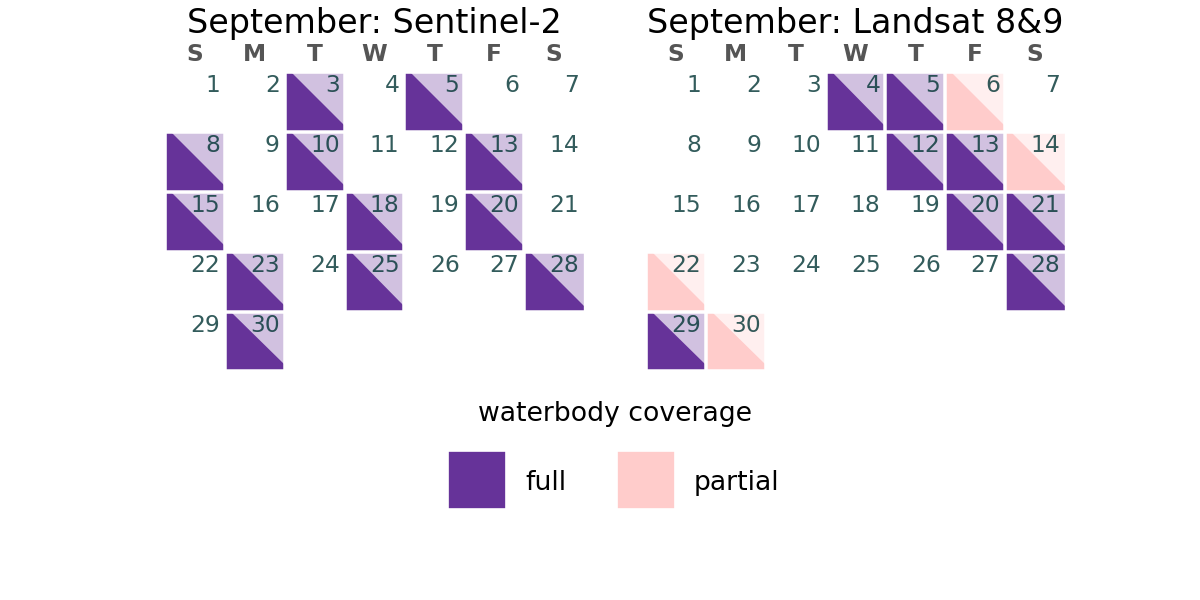 September: Sentinel-2
S M T W T F S
1 2 3 4 5 6 7
8 9 10 11 12 13 14
15 16 17 18 19 20 21
22 23 24 25 26 27 28
29 30
September: Landsat 8&9
S M T W T F S
1 2 3 4 5 6 7
8 9 10 11 12 13 14
15 16 17 18 19 20 21
22 23 24 25 26 27 28
29 30
waterbody coverage
full partial